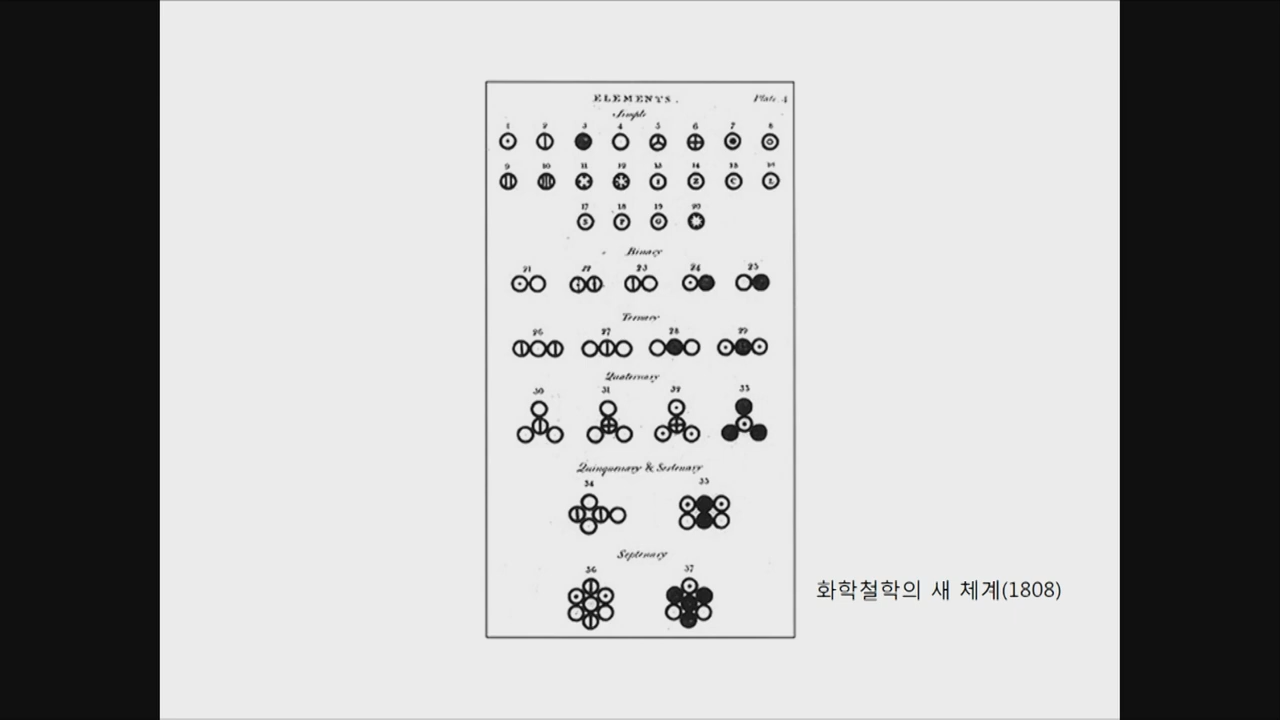 ELEMENTS. Plate 4
Simple
1 2 3 4 5 6 7 8
9 10 11 12 13 14 15 16
I Z C L
17 18 19 20
S P G
Binary
21 22 23 24 25
Ternary
26 27 28 29
Quaternary
30 31 32 33
Quinquenary & Sextenary
34 35
Septenary
36 37
화학철학의 새 체계(1808)